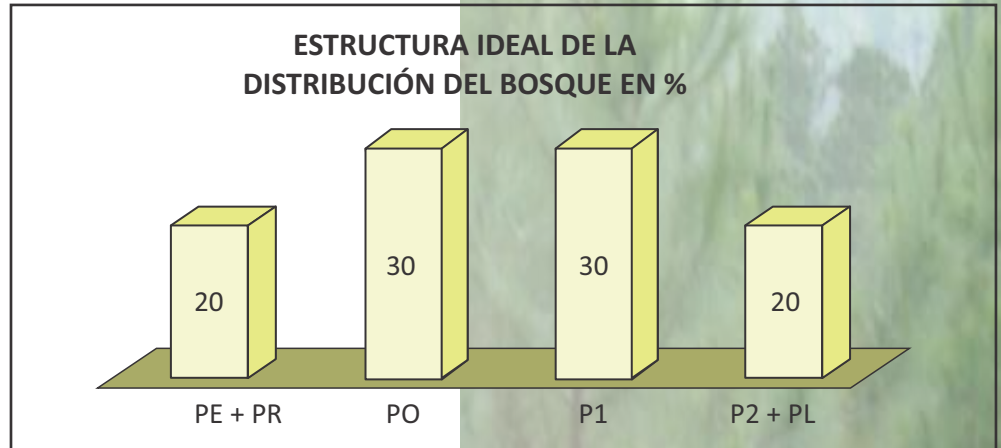 ESTRUCTURA IDEAL DE LA
DISTRIBUCIÓN DEL BOSQUE EN %
20
30
30
20
PE + PR
PO
P1
P2 + PL